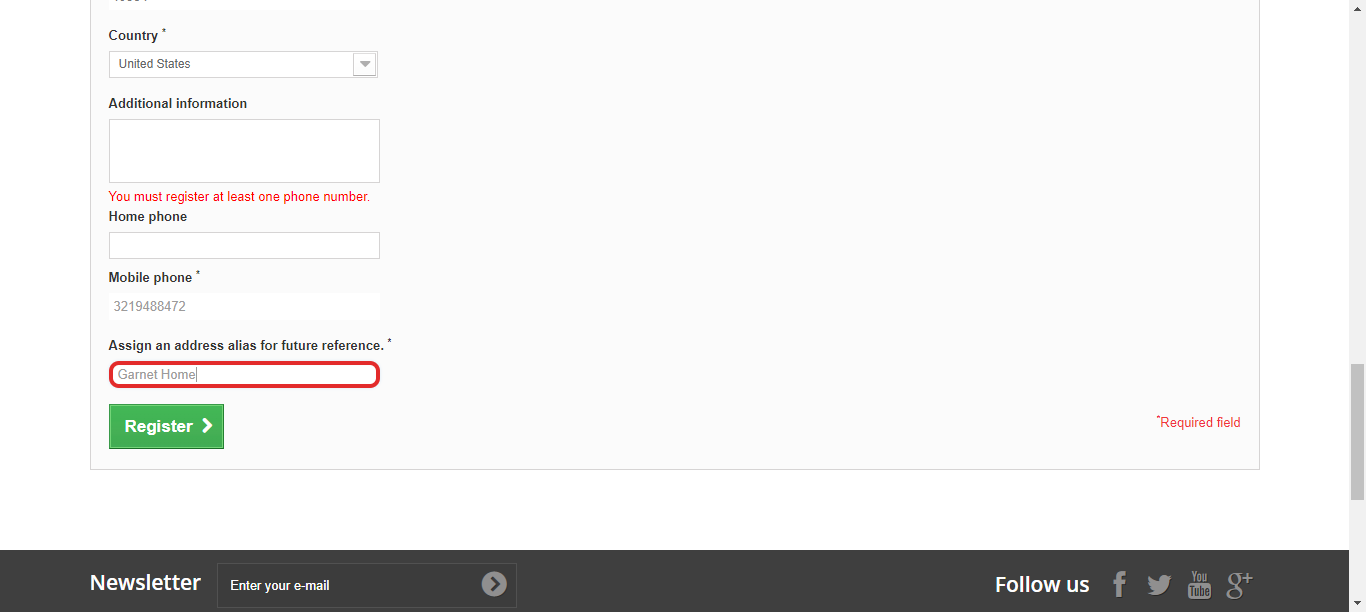 Country *
United States
Additional information
You must register at least one phone number.
Home phone
Mobile phone *
3219488472
Assign an address alias for future reference. *
Garnet Home
Register
*Required field
Newsletter
Enter your e-mail
Follow us
You
Tube
g+